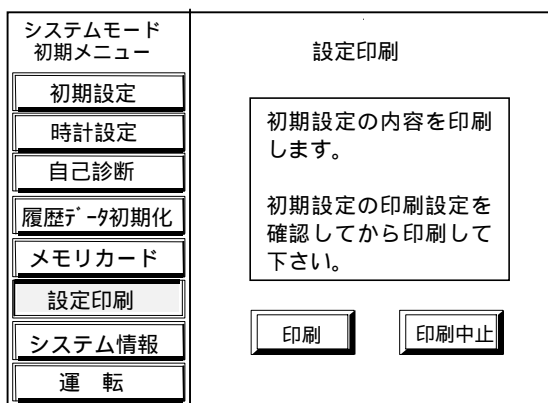 システムモード
初期メニュー
初期設定
時計設定
自己診断
履歴ﾃﾞｰﾀ初期化
メモリカード
設定印刷
システム情報
運　転
設定印刷
初期設定の内容を印刷
します。
初期設定の印刷設定を
確認してから印刷して
下さい。
印刷
印刷中止